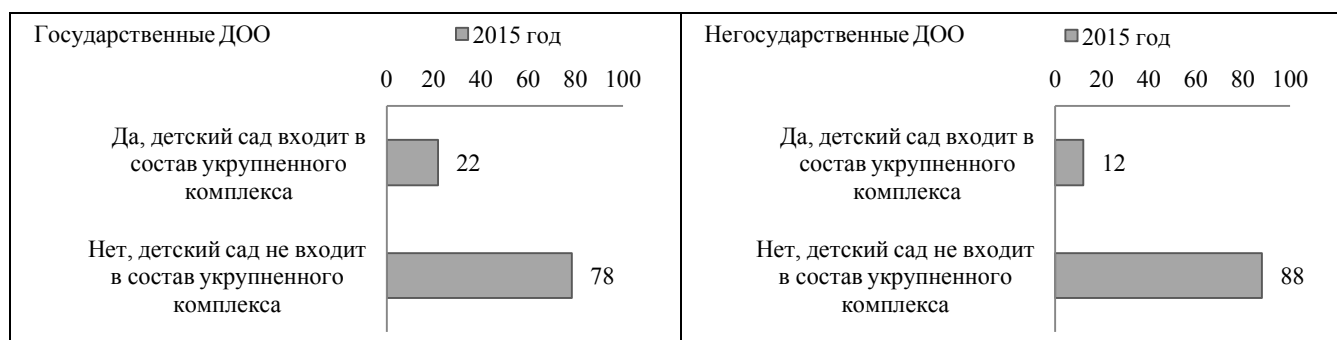 Государственные ДОО
2015 год
0 20 40 60 80 100
Да, детский сад входит в
состав укрупненного
комплекса
22
Нет, детский сад не входит
в состав укрупненного
комплекса
78
Негосударственные ДОО
2015 год
0 20 40 60 80 100
Да, детский сад входит в
состав укрупненного
комплекса
12
Нет, детский сад не входит
в состав укрупненного
комплекса
88